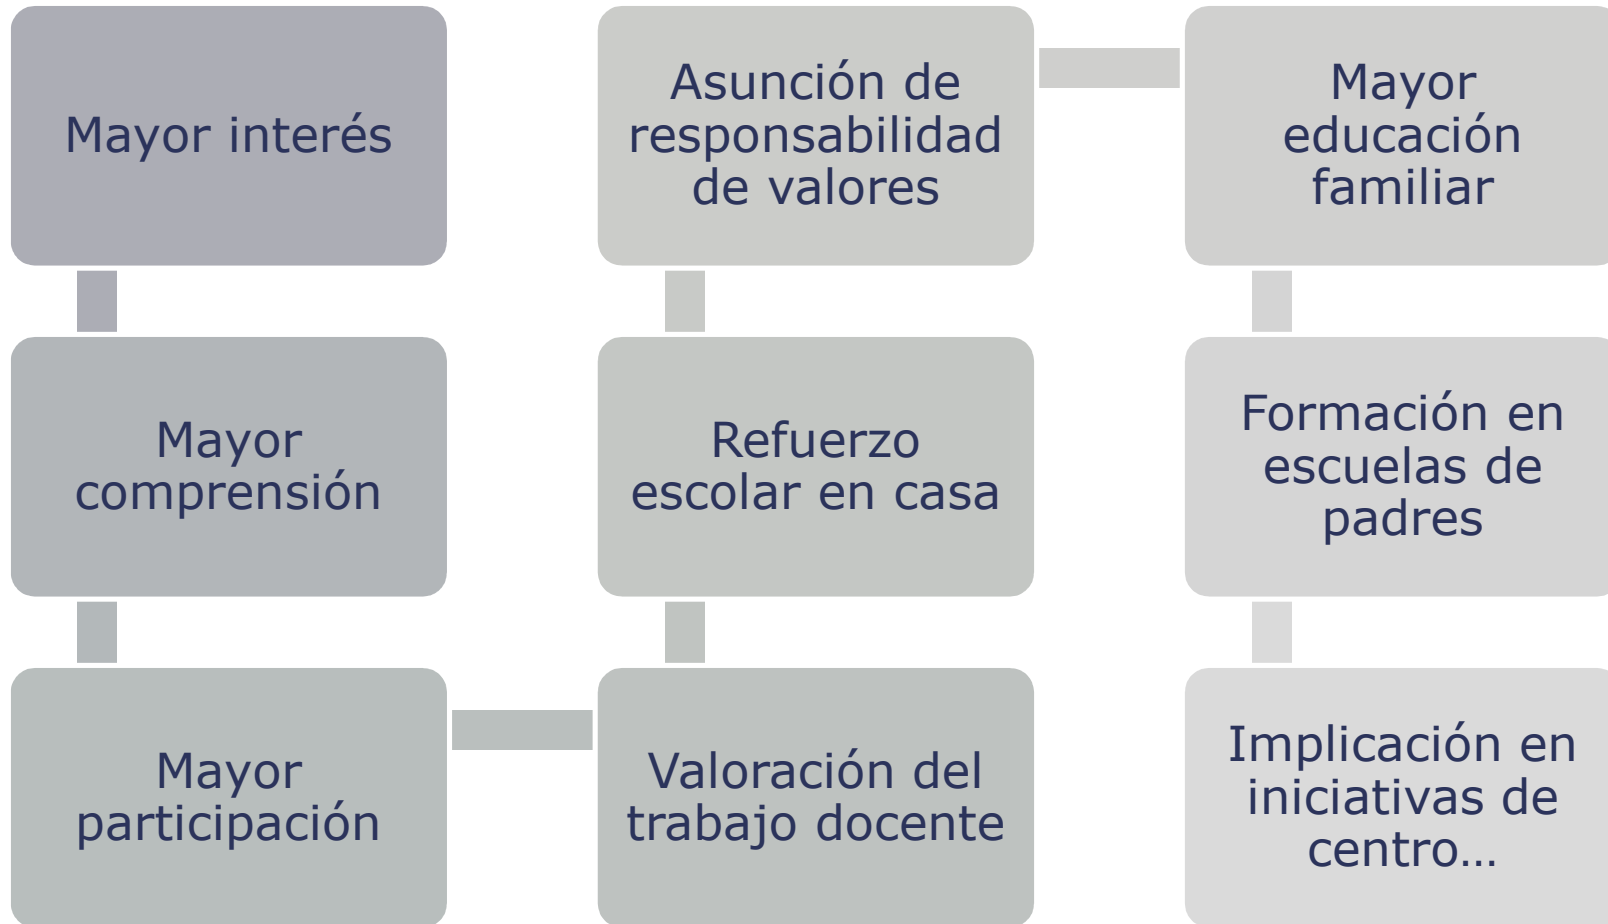 Mayor interés
Mayor
comprensión
Mayor
participación
Valoración del
trabajo docente
Refuerzo
escolar en casa
Asunción de
responsabilidad
de valores
Mayor
educación
familiar
Formación en
escuelas de
padres
Implicación en
iniciativas de
centro…